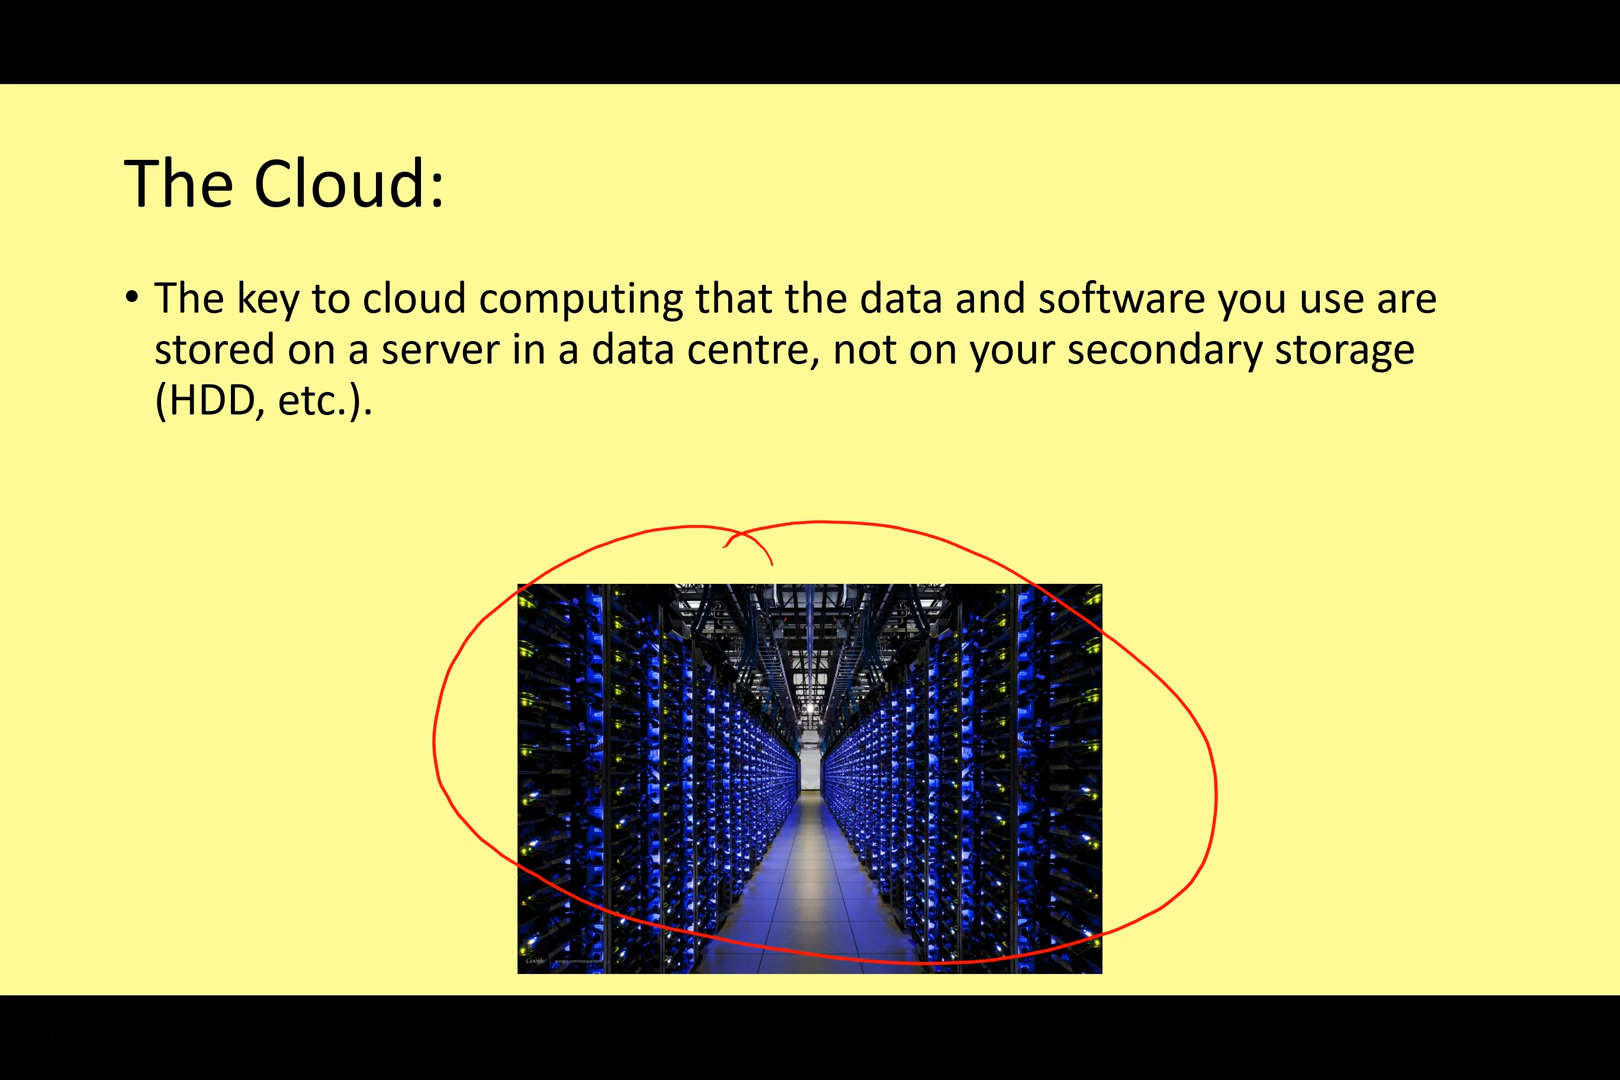 The Cloud:
• The key to cloud computing that the data and software you use are
stored on a server in a data centre, not on your secondary storage
(HDD, etc.).
Google